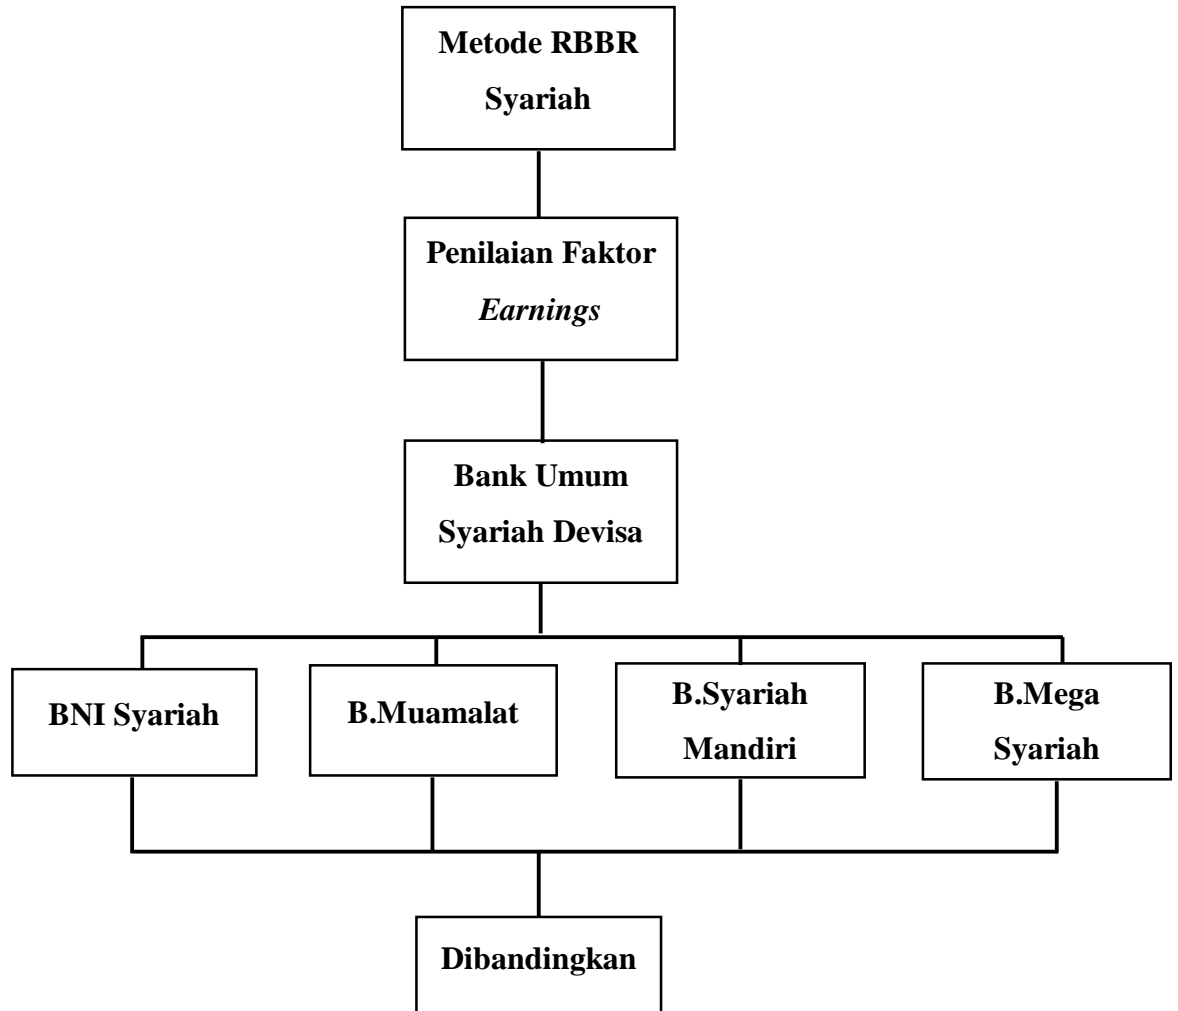 Metode RBBR
Syariah
Penilaian Faktor
Earnings
Bank Umum
Syariah Devisa
BNI Syariah
B.Muamalat
B.Syariah
Mandiri
B.Mega
Syariah
Dibandingkan